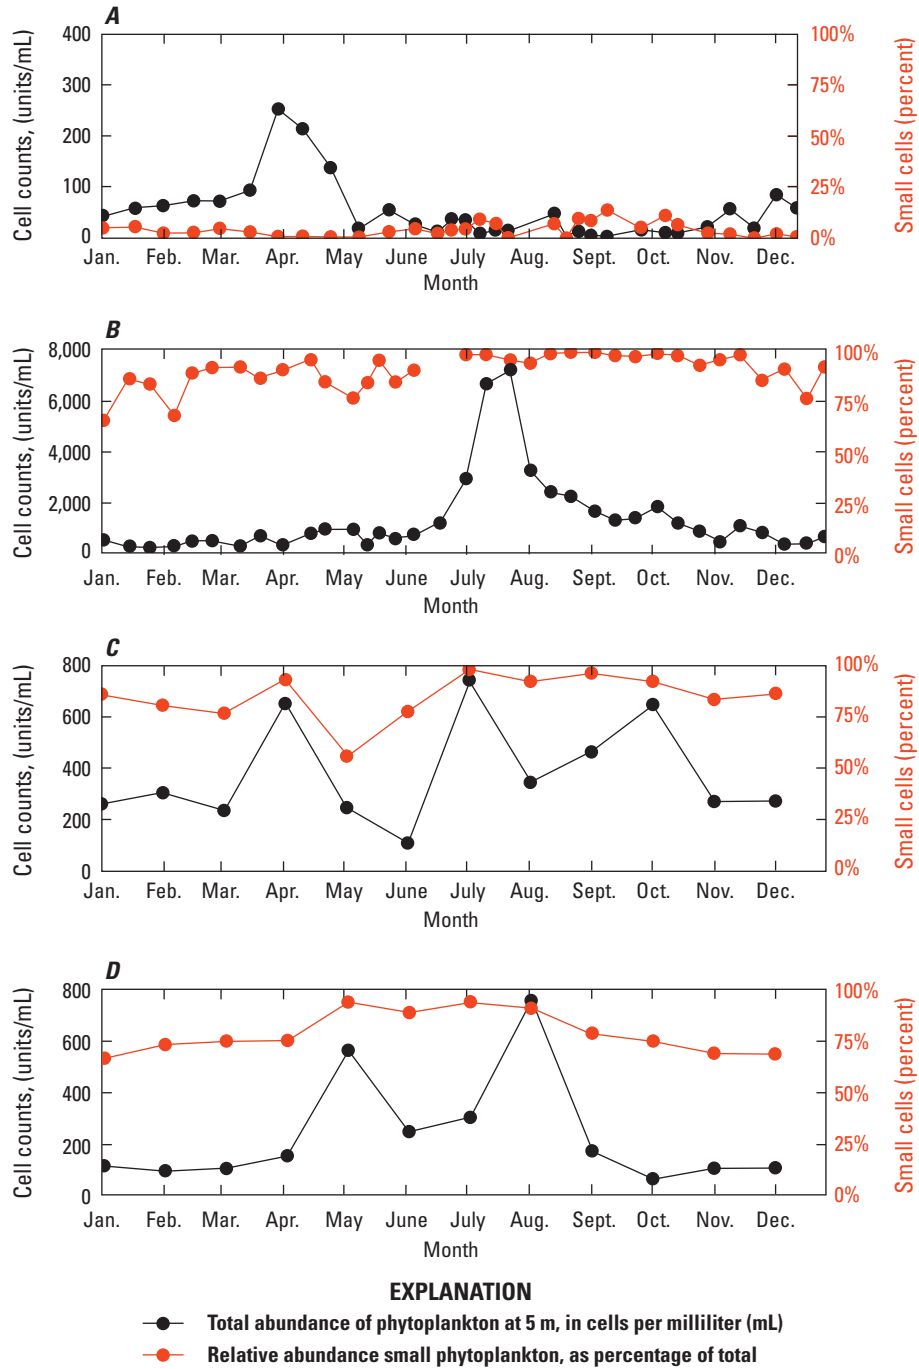 A
Cell counts, (units/mL)
400
300
200
100
0
100%
75%
50%
25%
0%
Small cells (percent)
Jan. Feb. Mar. Apr. May June July Aug. Sept. Oct. Nov. Dec.
Month
B
Cell counts, (units/mL)
8,000
6,000
4,000
2,000
0
100%
75%
50%
25%
0%
Small cells (percent)
Jan. Feb. Mar. Apr. May June July Aug. Sept. Oct. Nov. Dec.
Month
C
Cell counts, (units/mL)
800
600
400
200
0
100%
75%
50%
25%
0%
Small cells (percent)
Jan. Feb. Mar. Apr. May June July Aug. Sept. Oct. Nov. Dec.
Month
D
Cell counts, (units/mL)
800
600
400
200
0
100%
75%
50%
25%
0%
Small cells (percent)
Jan. Feb. Mar. Apr. May June July Aug. Sept. Oct. Nov. Dec.
Month
EXPLANATION
Total abundance of phytoplankton at 5 m, in cells per milliliter (mL)
Relative abundance small phytoplankton, as percentage of total